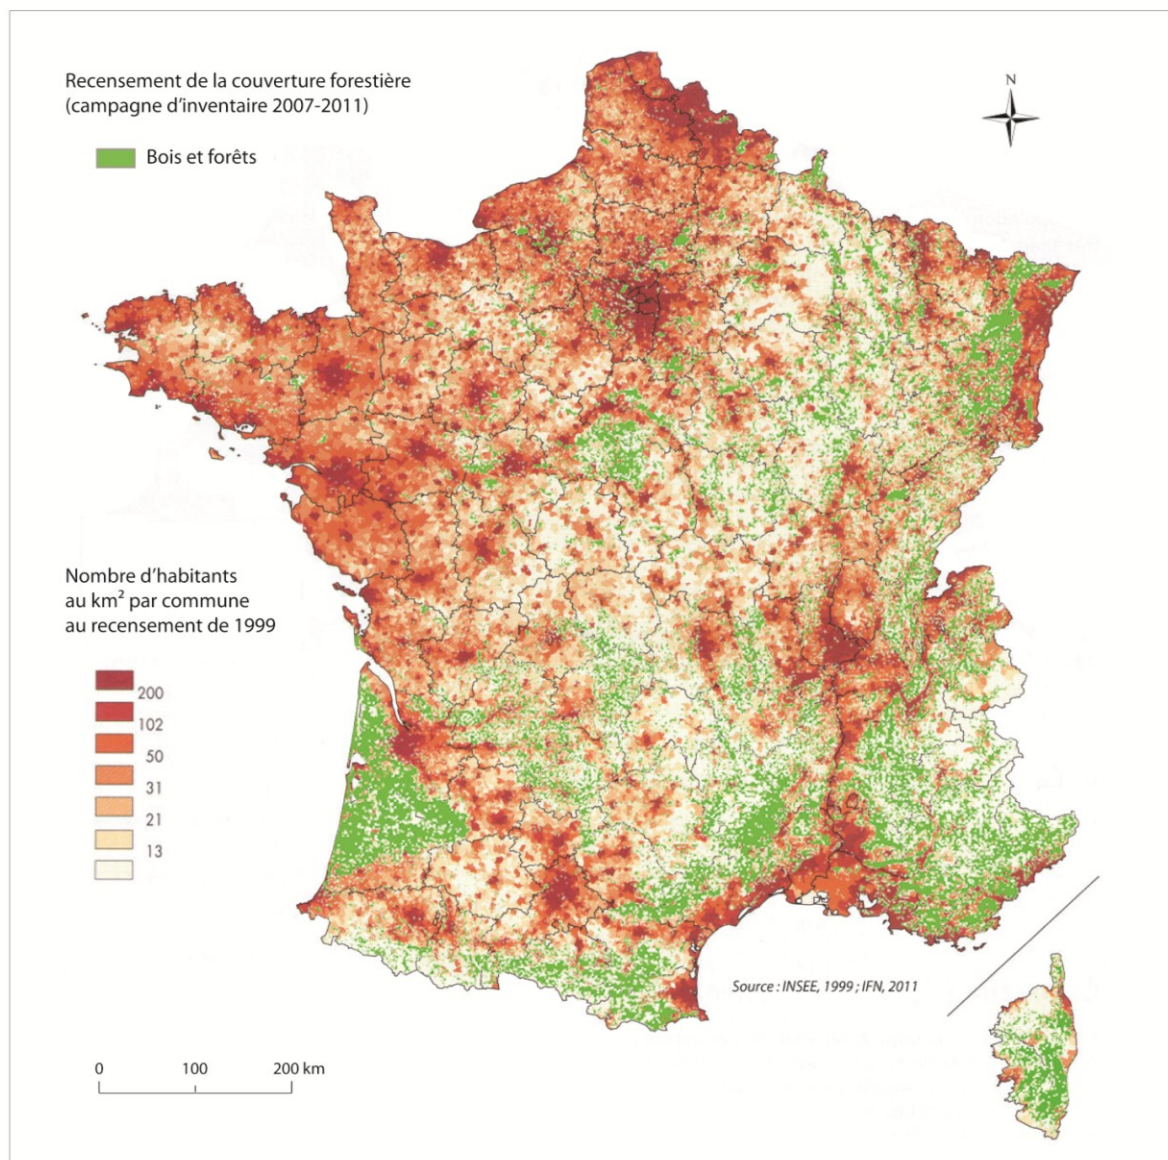 Recensement de la couverture forestière
(campagne d'inventaire 2007-2011)
N
Bois et forêts
Nombre d'habitants
au km² par commune
au recensement de 1999
200
102
50
31
21
13
Source : INSEE, 1999 ; IFN, 2011
0 100 200 km